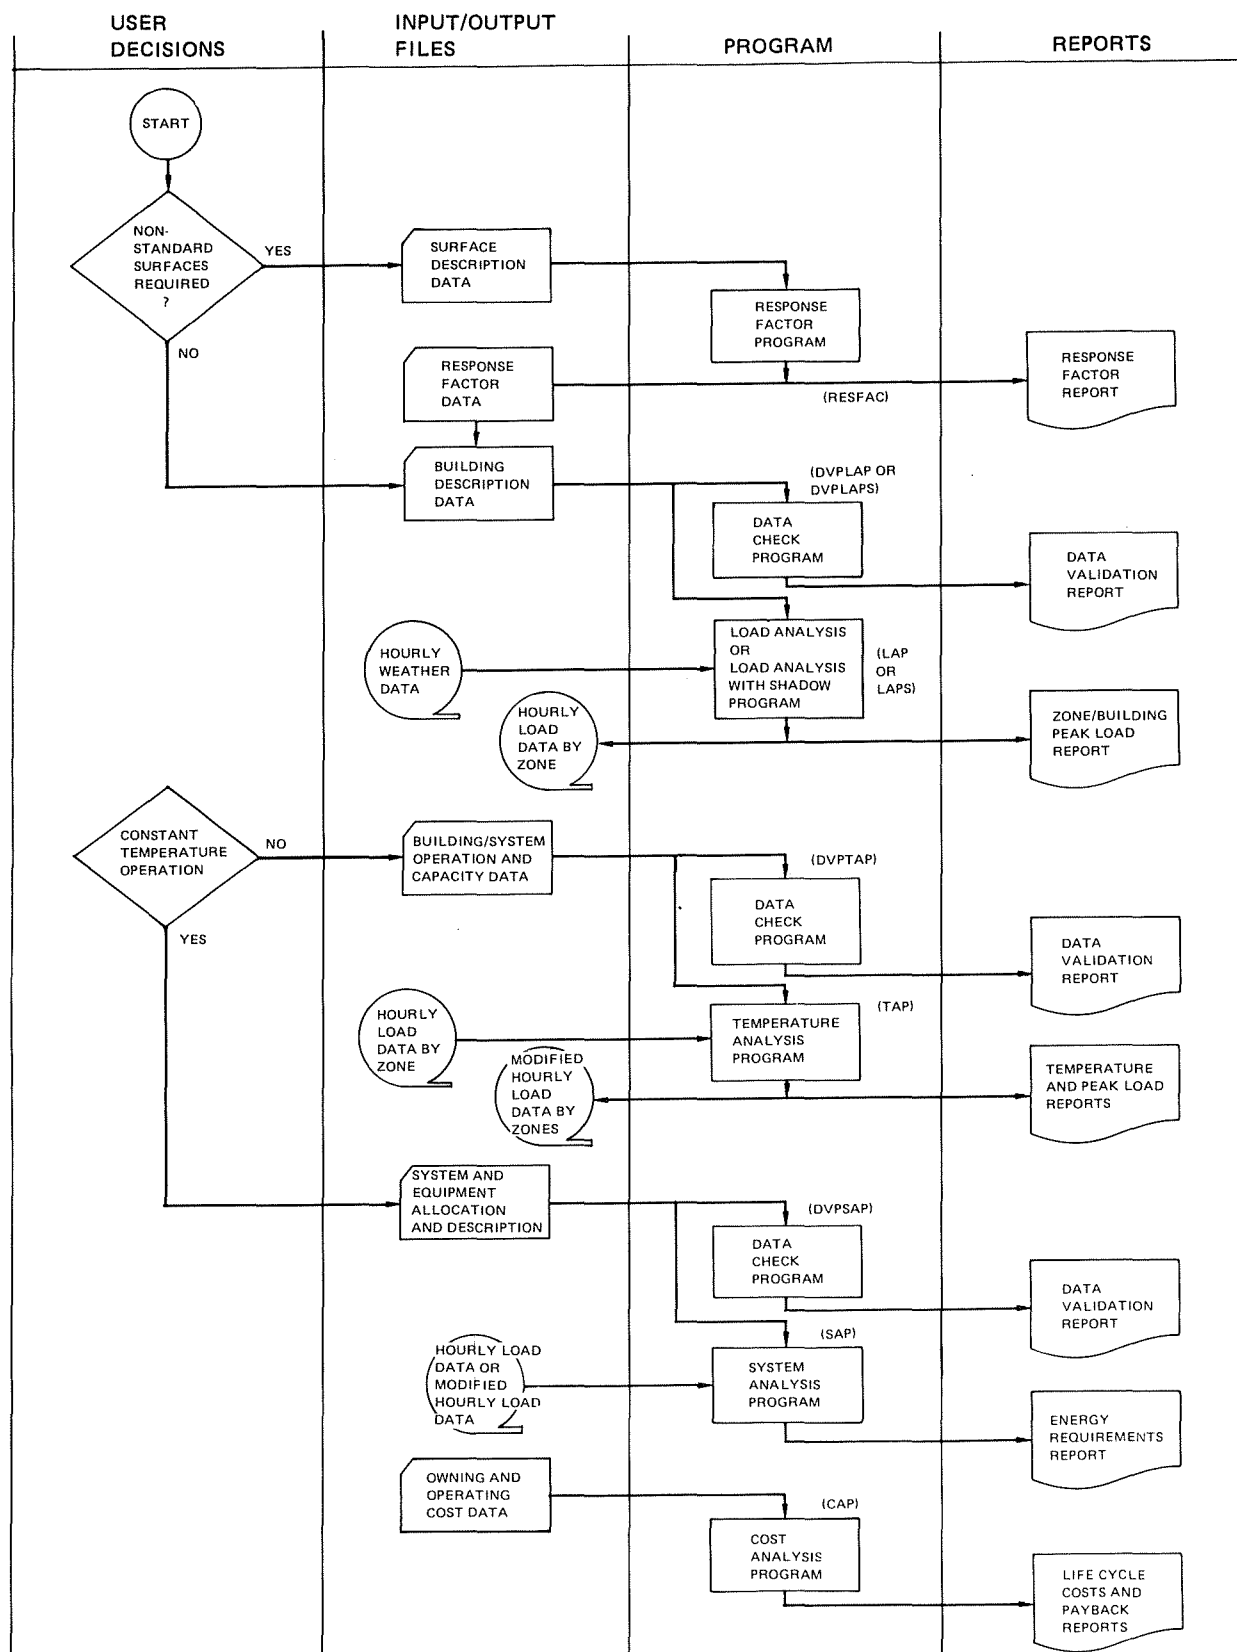 USER
DECISIONS
INPUT/OUTPUT
FILES
PROGRAM
REPORTS
START
NON-
STANDARD
SURFACES
REQUIRED
?
YES
NO
SURFACE
DESCRIPTION
DATA
RESPONSE
FACTOR
PROGRAM
RESPONSE
FACTOR
DATA
(RESFAC)
RESPONSE
FACTOR
REPORT
BUILDING
DESCRIPTION
DATA
(DVPLAP OR
DVPLAPS)
DATA
CHECK
PROGRAM
DATA
VALIDATION
REPORT
HOURLY
WEATHER
DATA
LOAD ANALYSIS
OR
LOAD ANALYSIS
WITH SHADOW
PROGRAM
(LAP
OR
LAPS)
HOURLY
LOAD
DATA BY
ZONE
ZONE/BUILDING
PEAK LOAD
REPORT
CONSTANT
TEMPERATURE
OPERATION
NO
YES
BUILDING/SYSTEM
OPERATION AND
CAPACITY DATA
(DVPTAP)
DATA
CHECK
PROGRAM
DATA
VALIDATION
REPORT
HOURLY
LOAD
DATA BY
ZONE
(TAP)
TEMPERATURE
ANALYSIS
PROGRAM
MODIFIED
HOURLY
LOAD
DATA BY
ZONES
TEMPERATURE
AND PEAK LOAD
REPORTS
SYSTEM AND
EQUIPMENT
ALLOCATION
AND DESCRIPTION
(DVPSAP)
DATA
CHECK
PROGRAM
DATA
VALIDATION
REPORT
HOURLY LOAD
DATA OR
MODIFIED
HOURLY LOAD
DATA
(SAP)
SYSTEM
ANALYSIS
PROGRAM
ENERGY
REQUIREMENTS
REPORT
OWNING AND
OPERATING
COST DATA
(CAP)
COST
ANALYSIS
PROGRAM
LIFE CYCLE
COSTS AND
PAYBACK
REPORTS